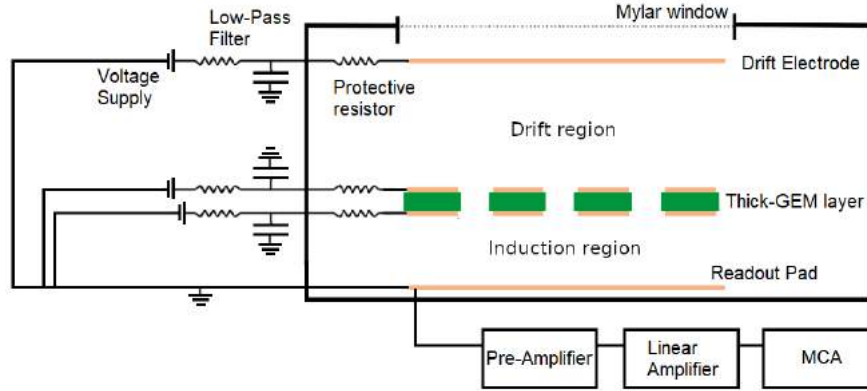 Mylar window
Low-Pass
Filter
Voltage
Supply
Protective
resistor
Drift Electrode
Drift region
Thick-GEM layer
Induction region
Readout Pad
Pre-Amplifier
Linear
Amplifier
MCA